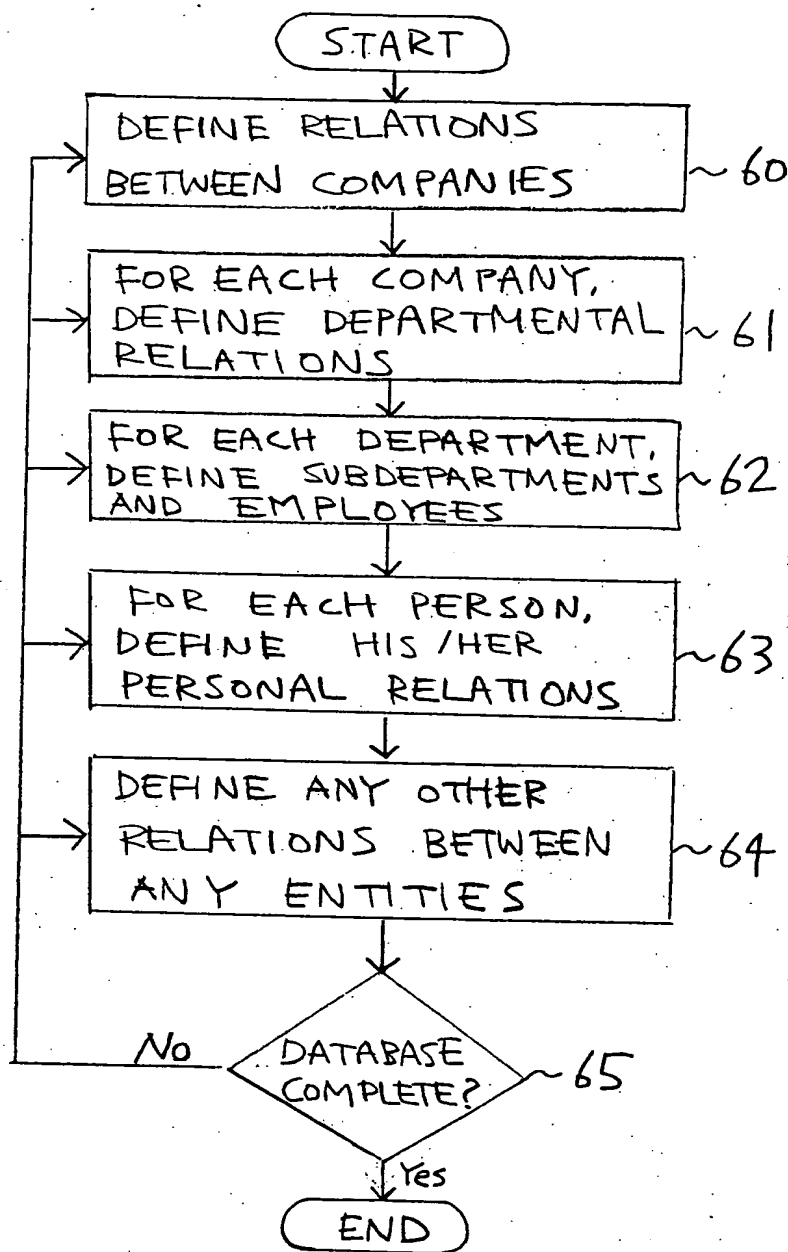 START
DEFINE RELATIONS
BETWEEN COMPANIES
~60
FOR EACH COMPANY,
DEFINE DEPARTMENTAL
RELATIONS
~61
FOR EACH DEPARTMENT,
DEFINE SUBDEPARTMENTS
AND EMPLOYEES
~62
FOR EACH PERSON,
DEFINE HIS/HER
PERSONAL RELATIONS
~63
DEFINE ANY OTHER
RELATIONS BETWEEN
ANY ENTITIES
~64
No
DATABASE
COMPLETE?
~65
Yes
END